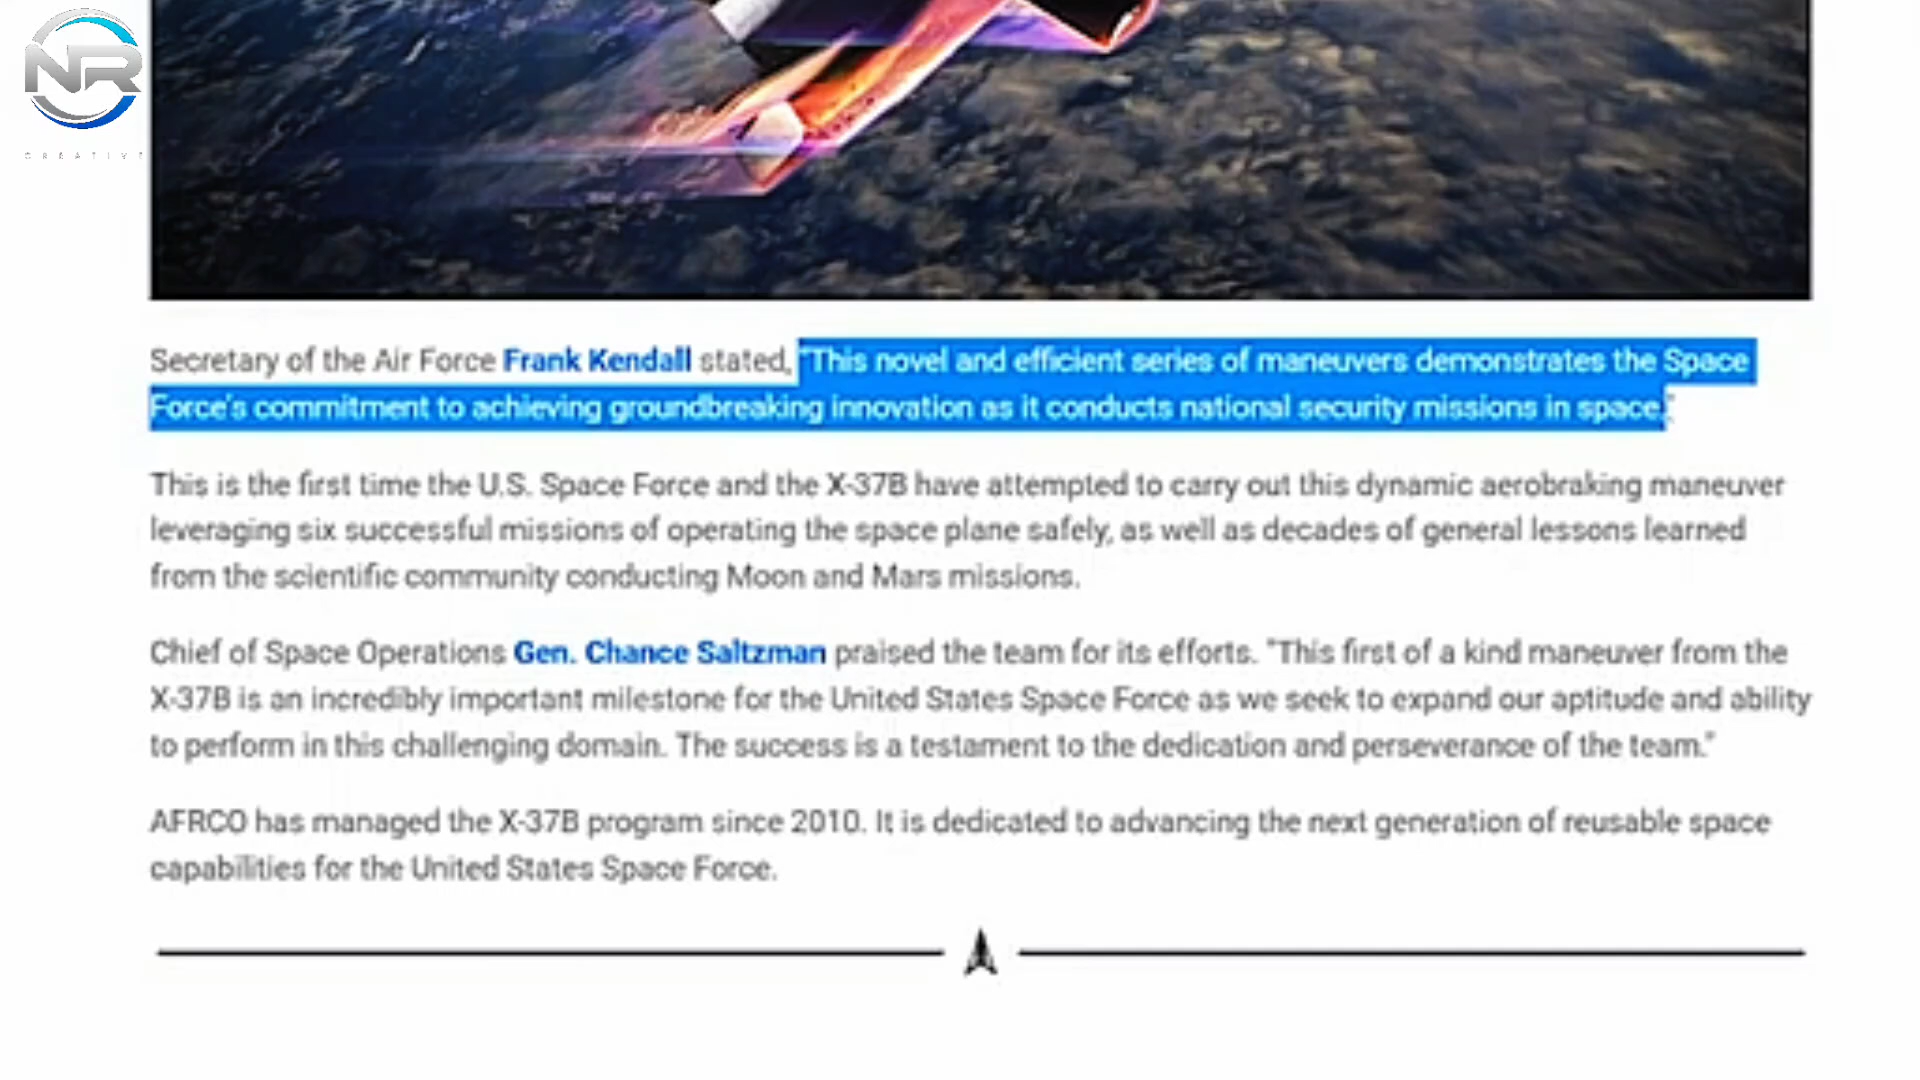 NR
CREATIVE
Secretary of the Air Force Frank Kendall stated, "This novel and efficient series of maneuvers demonstrates the Space
Force's commitment to achieving groundbreaking innovation as it conducts national security missions in space."
This is the first time the U.S. Space Force and the X-37B have attempted to carry out this dynamic aerobraking maneuver
leveraging six successful missions of operating the space plane safely, as well as decades of general lessons learned
from the scientific community conducting Moon and Mars missions.
Chief of Space Operations Gen. Chance Saltzman praised the team for its efforts. "This first of a kind maneuver from the
X-37B is an incredibly important milestone for the United States Space Force as we seek to expand our aptitude and ability
to perform in this challenging domain. The success is a testament to the dedication and perseverance of the team."
AFRCO has managed the X-37B program since 2010. It is dedicated to advancing the next generation of reusable space
capabilities for the United States Space Force.